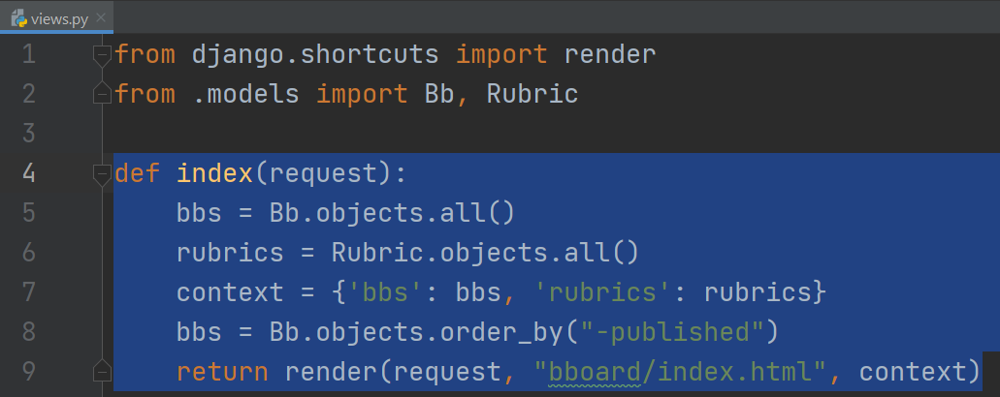 views.py
1 from django.shortcuts import render
2 from .models import Bb, Rubric
3
4 def index(request):
5     bbs = Bb.objects.all()
6     rubrics = Rubric.objects.all()
7     context = {'bbs': bbs, 'rubrics': rubrics}
8     bbs = Bb.objects.order_by("-published")
9     return render(request, "bboard/index.html", context)